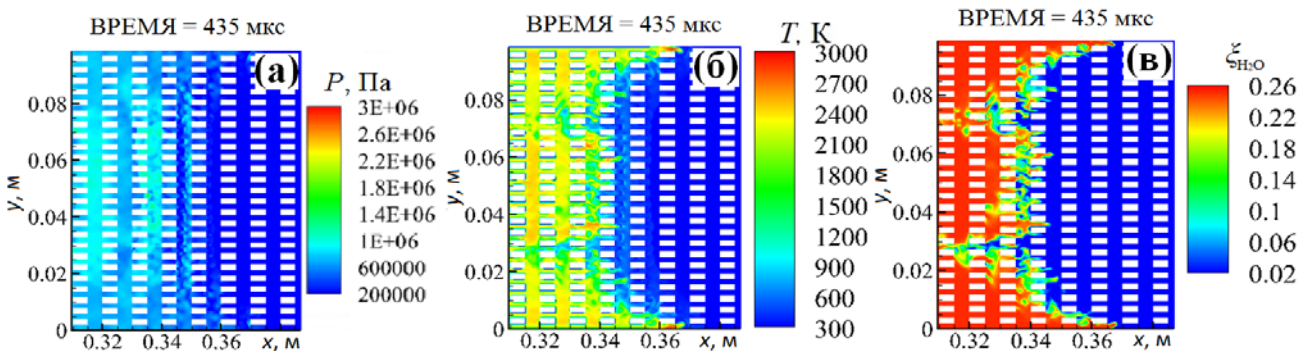 ВРЕМЯ = 435 мкс
(а)
P, Па
3E+06
2.6E+06
2.2E+06
1.8E+06
1.4E+06
1E+06
600000
200000
y, м
0.08
0.06
0.04
0.02
0
0.32
0.34
0.36
x, м
ВРЕМЯ = 435 мкс
(б)
T, К
3000
2700
2400
2100
1800
1500
1200
900
600
300
y, м
0.08
0.06
0.04
0.02
0
0.32
0.34
0.36
x, м
ВРЕМЯ = 435 мкс
(в)
ξH₂O
0.26
0.22
0.18
0.14
0.1
0.06
0.02
y, м
0.08
0.06
0.04
0.02
0
0.32
0.34
0.36
x, м